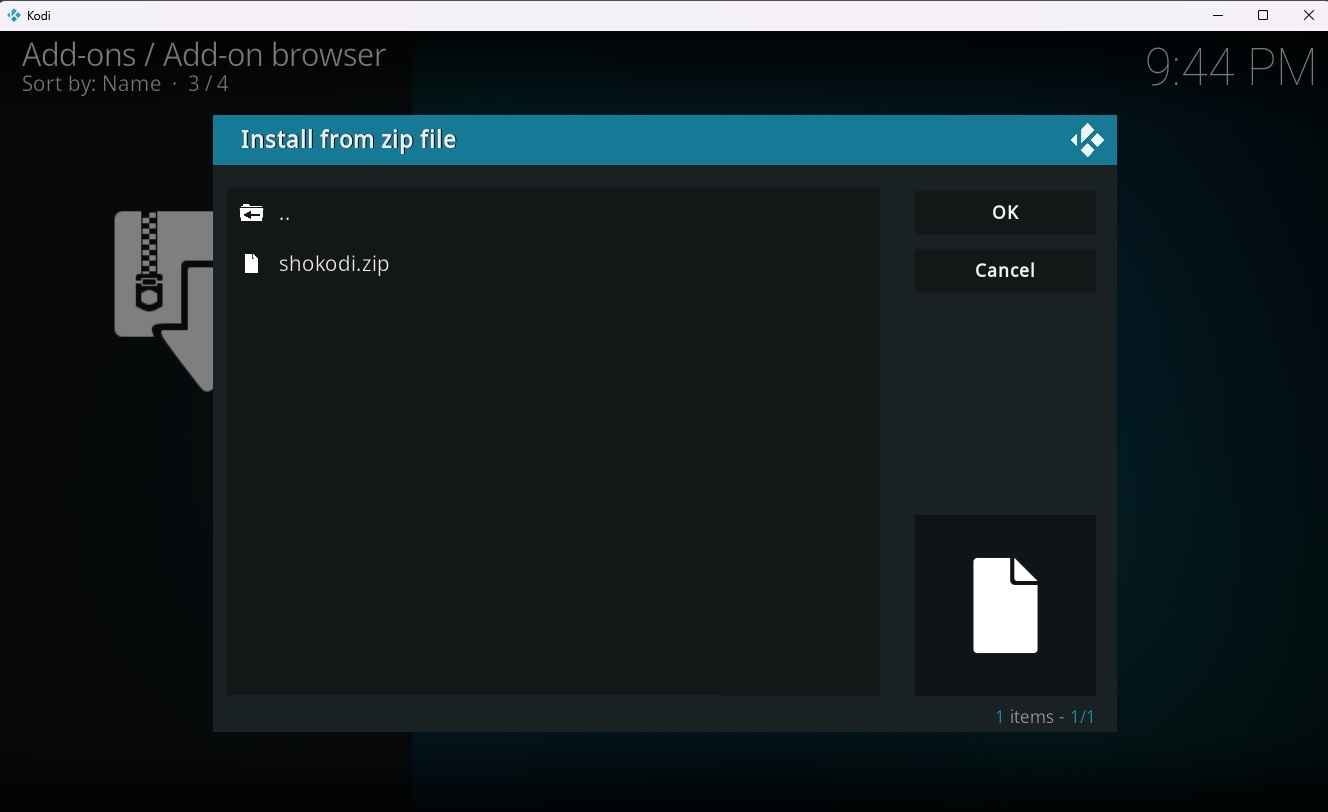 Kodi
Add-ons / Add-on browser
Sort by: Name · 3 / 4
9:44 PM
Install from zip file
..
shokodi.zip
OK
Cancel
1 items - 1/1